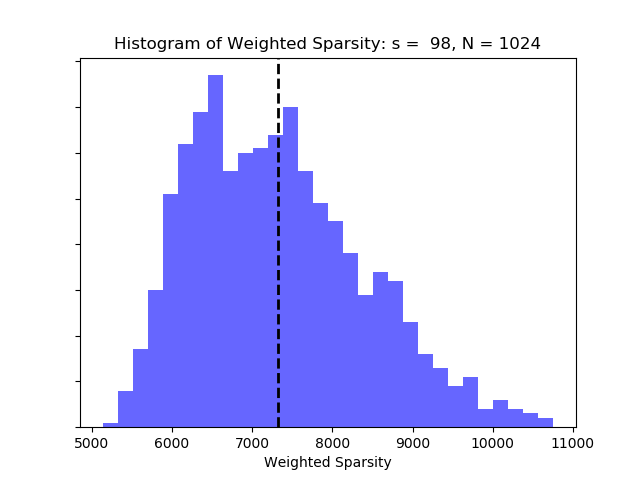 Histogram of Weighted Sparsity: s =  98, N = 1024
5000 6000 7000 8000 9000 10000 11000
Weighted Sparsity